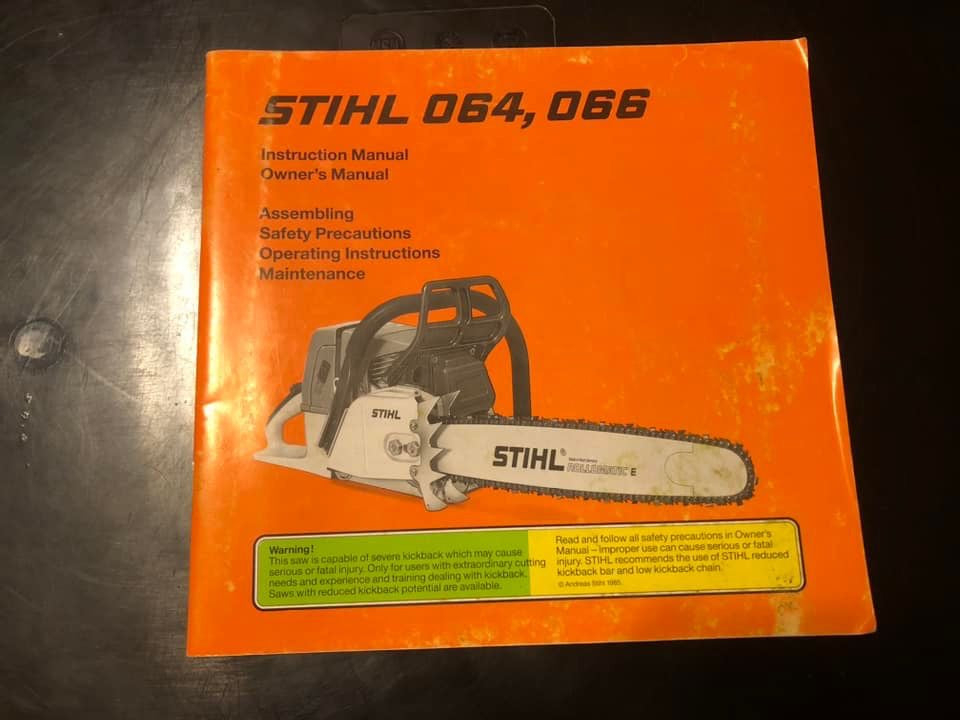 STIHL 064, 066
Instruction Manual
Owner's Manual
Assembling
Safety Precautions
Operating Instructions
Maintenance
STIHL
STIHL®
ROLLOMATIC E
Warning!
This saw is capable of severe kickback which may cause
serious or fatal injury. Only for users with extraordinary cutting
needs and experience and training dealing with kickback.
Saws with reduced kickback potential are available.
Read and follow all safety precautions in Owner's
Manual – improper use can cause serious or fatal
injury. STIHL recommends the use of STIHL reduced
kickback bar and low kickback chain.
© Andreas Stihl 1985.